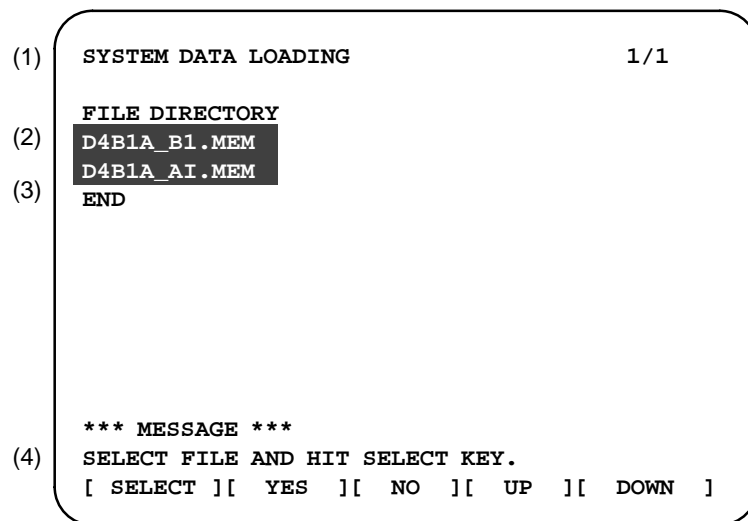 (1) SYSTEM DATA LOADING 1/1
FILE DIRECTORY
(2) D4B1A_B1.MEM
D4B1A_AI.MEM
(3) END
*** MESSAGE ***
(4) SELECT FILE AND HIT SELECT KEY.
[ SELECT ][ YES ][ NO ][ UP ][ DOWN ]